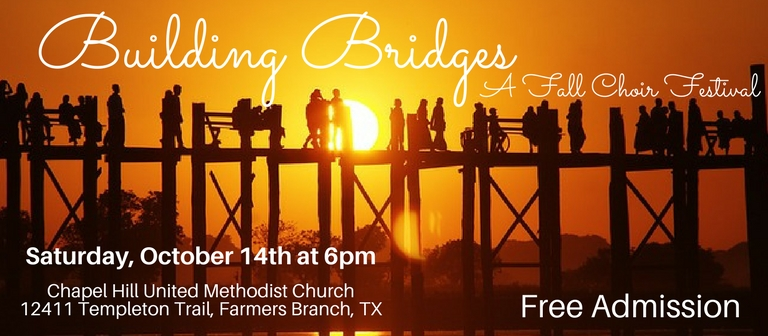 Building Bridges
A Fall Choir Festival
Saturday, October 14th at 6pm
Chapel Hill United Methodist Church
12411 Templeton Trail, Farmers Branch, TX
Free Admission